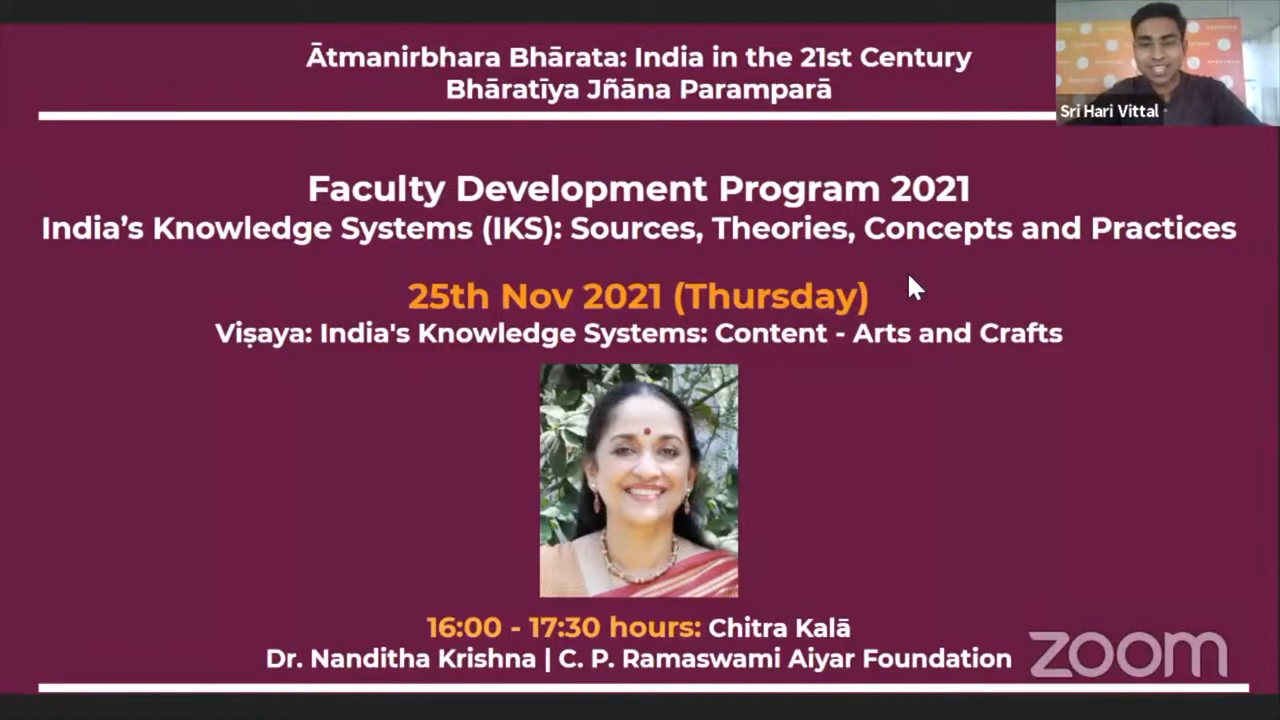 Ātmanirbhara Bhārata: India in the 21st Century
Bhāratīya Jñāna Paramparā
Sri Hari Vittal
Faculty Development Program 2021
India’s Knowledge Systems (IKS): Sources, Theories, Concepts and Practices
25th Nov 2021 (Thursday)
Viṣaya: India's Knowledge Systems: Content - Arts and Crafts
16:00 - 17:30 hours: Chitra Kalā
Dr. Nanditha Krishna | C. P. Ramaswami Aiyar Foundation
zoom